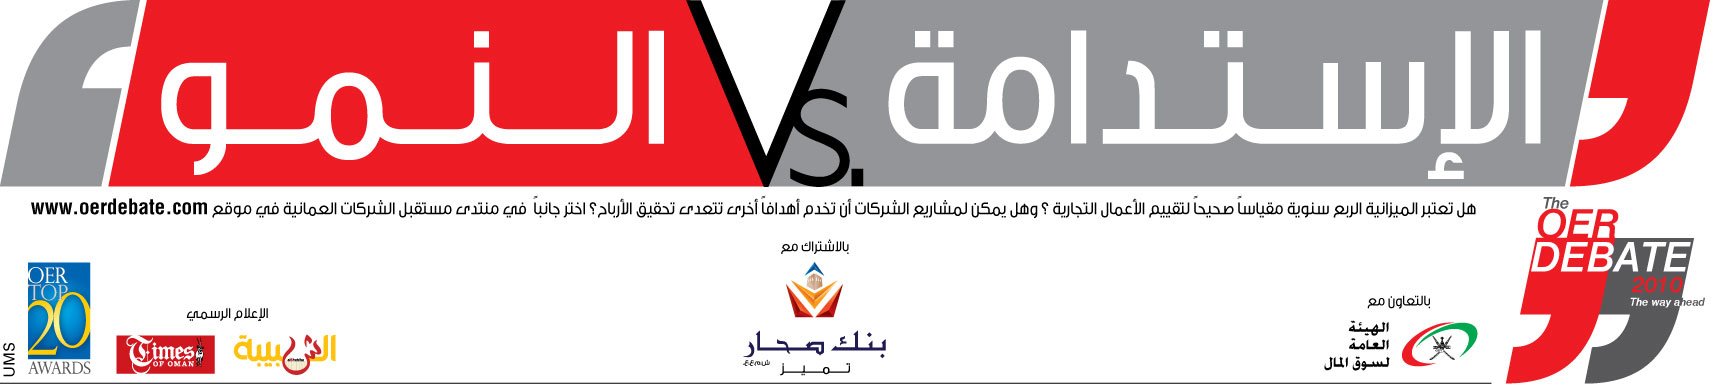 الإستدامة Vs. النمو
هل تعتبر الميزانية الربع سنوية مقياساً صحيحاً لتقييم الأعمال التجارية ؟ وهل يمكن لمشاريع الشركات أن تخدم أهدافاً أخرى تتعدى تحقيق الأرباح؟ اختر جانباً في منتدى مستقبل الشركات العمانية في موقع www.oerdebate.com
The
OER
DEBATE
2010
The way ahead
بالتعاون مع
الهيئة
العامة
لسوق المال
بالاشتراك مع
بنك صحار
ش.م.ع.ع
تميز
الإعلام الرسمي
الشبيبة
Times
OF OMAN
OER
TOP
20
AWARDS
UMS